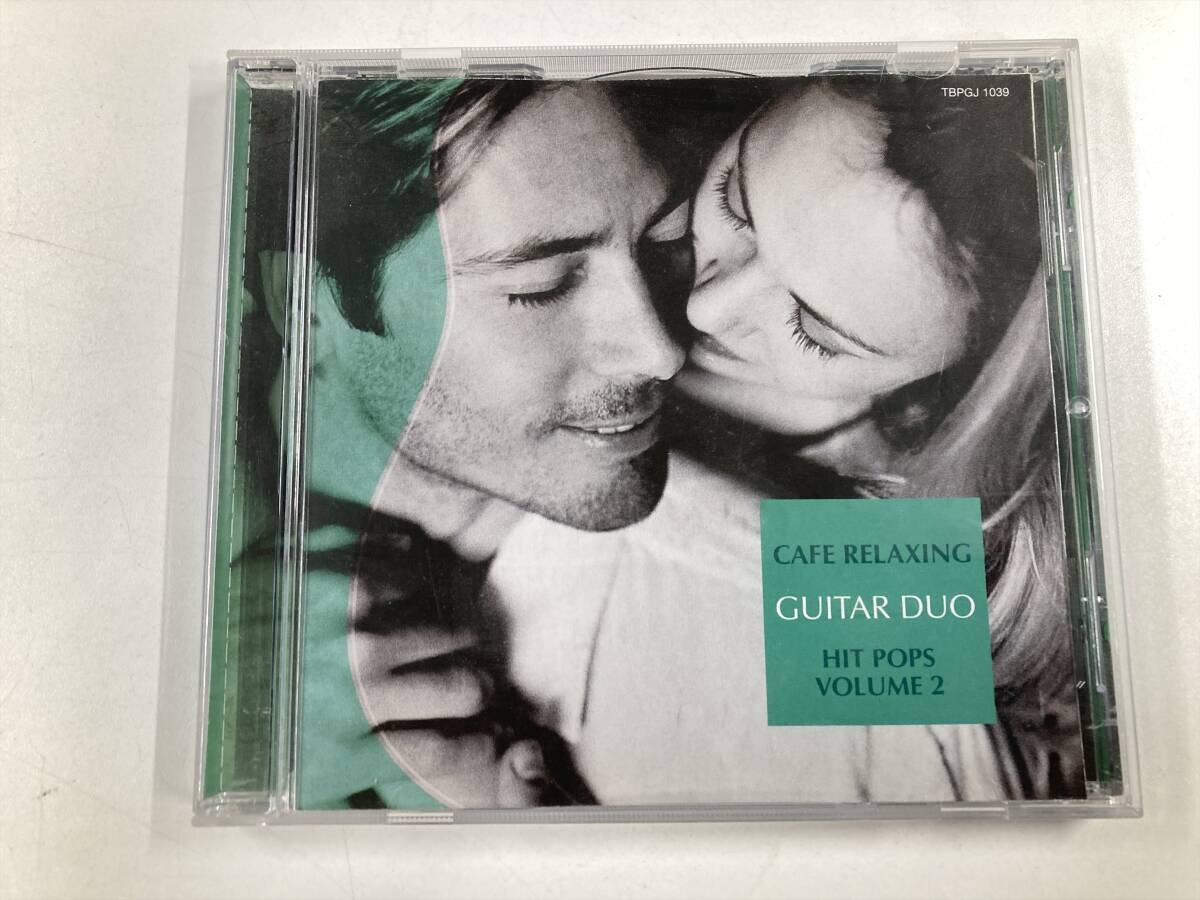 TBPGJ 1039
CAFE RELAXING
GUITAR DUO
HIT POPS
VOLUME 2